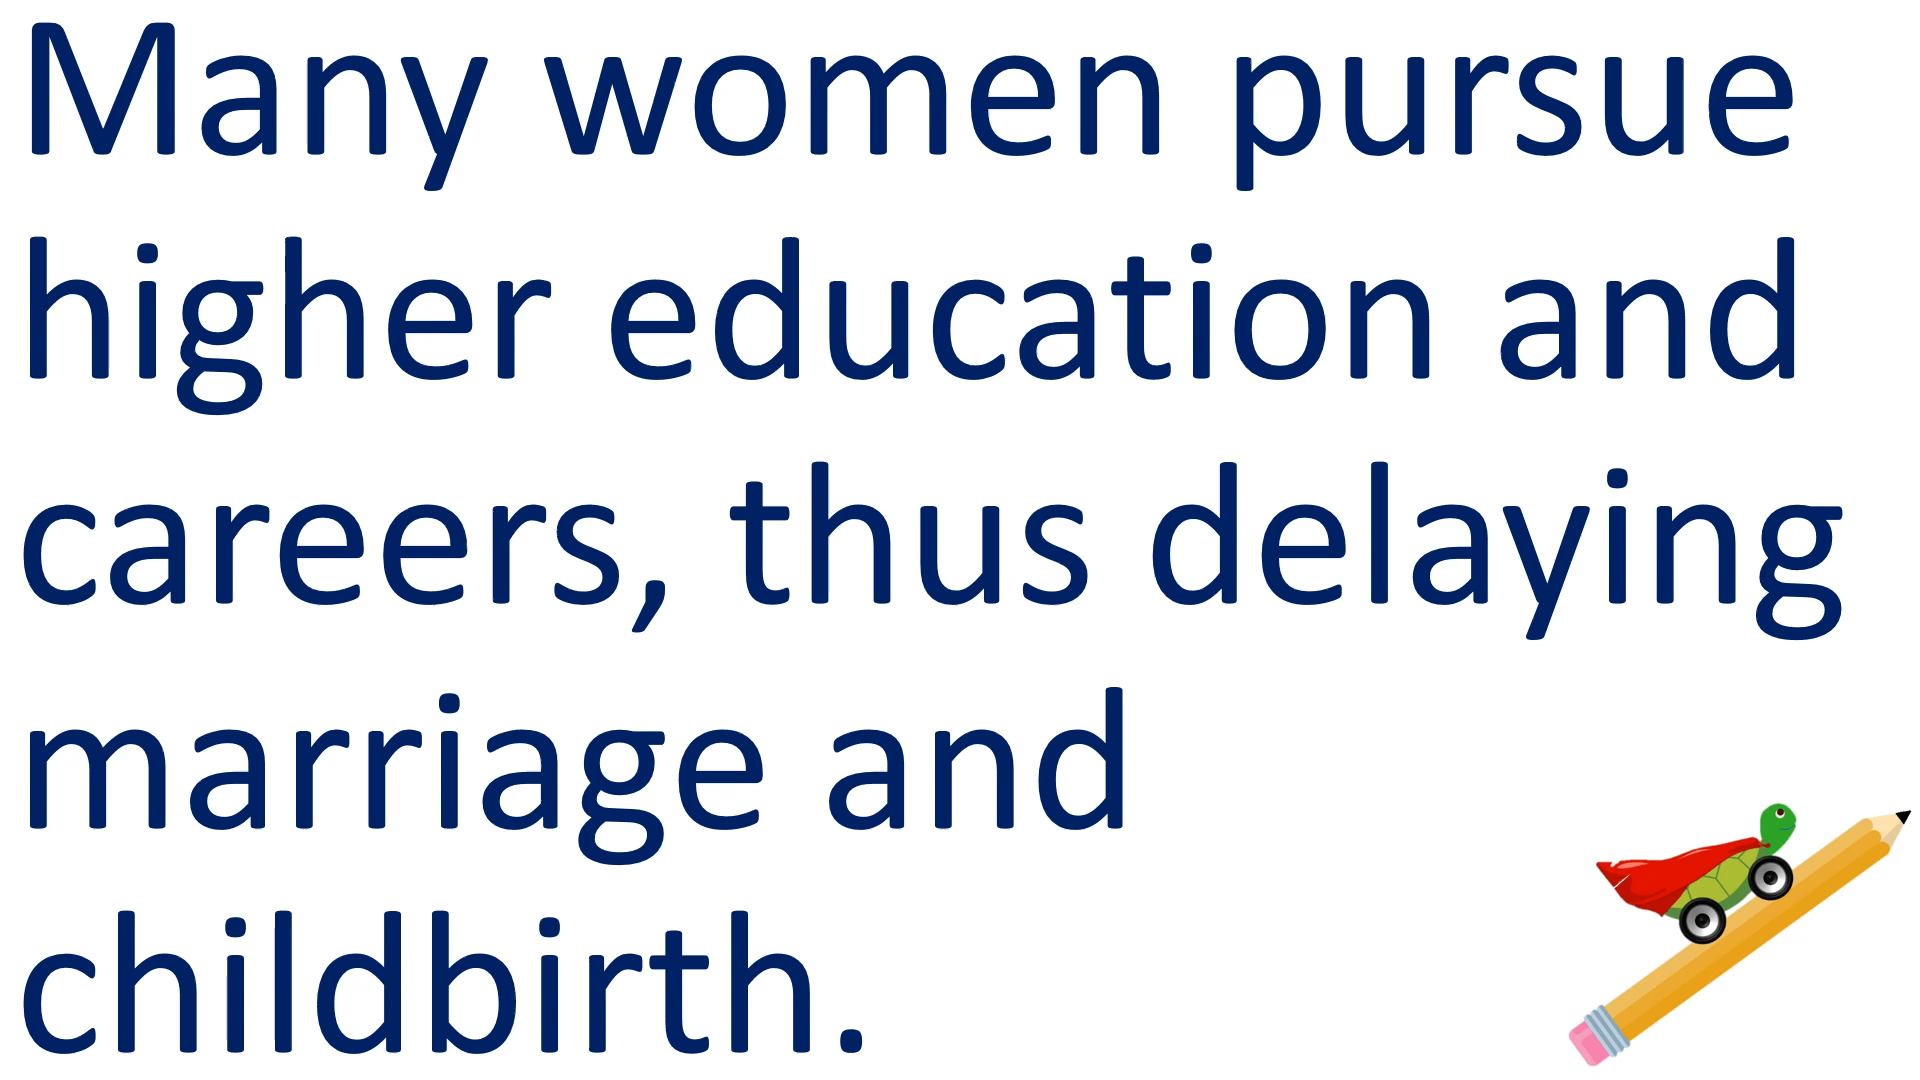 Many women pursue
higher education and
careers, thus delaying
marriage and
childbirth.